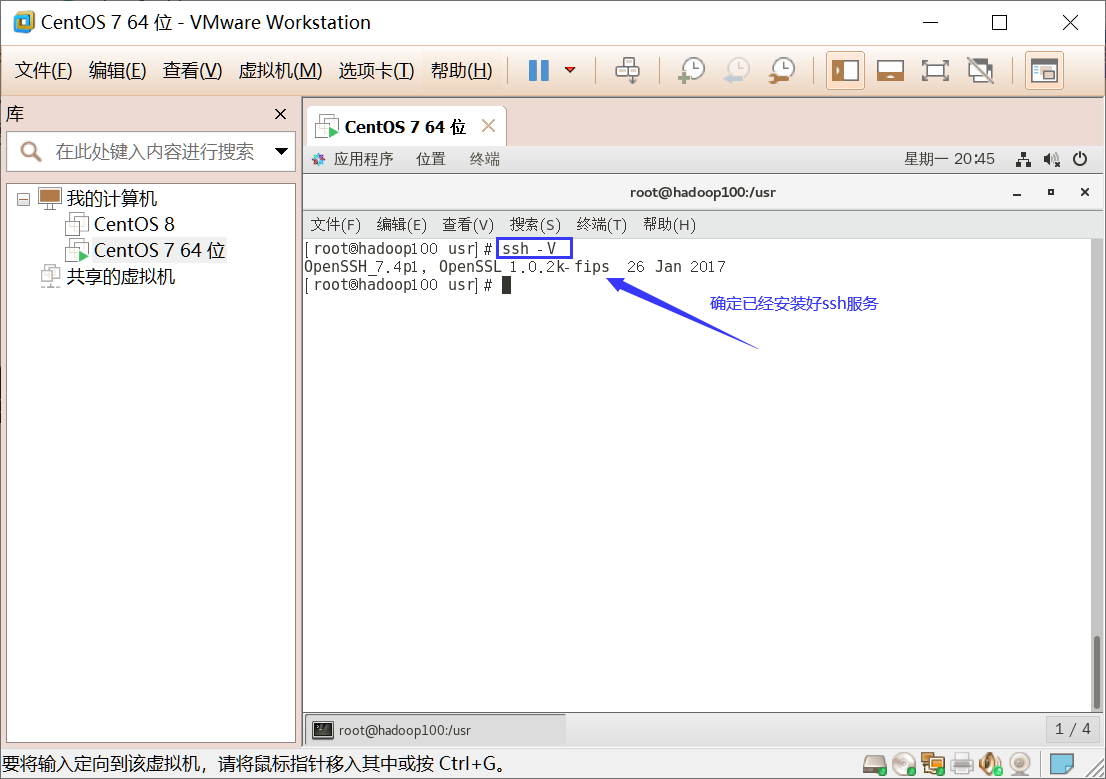 CentOS 7 64 位 - VMware Workstation
文件(F) 编辑(E) 查看(V) 虚拟机(M) 选项卡(T) 帮助(H)
库
在此处键入内容进行搜索
我的计算机
CentOS 8
CentOS 7 64 位
共享的虚拟机
CentOS 7 64 位
应用程序 位置 终端 星期一 20:45
root@hadoop100:/usr
文件(F) 编辑(E) 查看(V) 搜索(S) 终端(T) 帮助(H)
[root@hadoop100 usr]# ssh -V
OpenSSH_7.4p1, OpenSSL 1.0.2k-fips  26 Jan 2017
[root@hadoop100 usr]#
确定已经安装好ssh服务
root@hadoop100:/usr 1 / 4
要将输入定向到该虚拟机，请将鼠标指针移入其中或按 Ctrl+G。